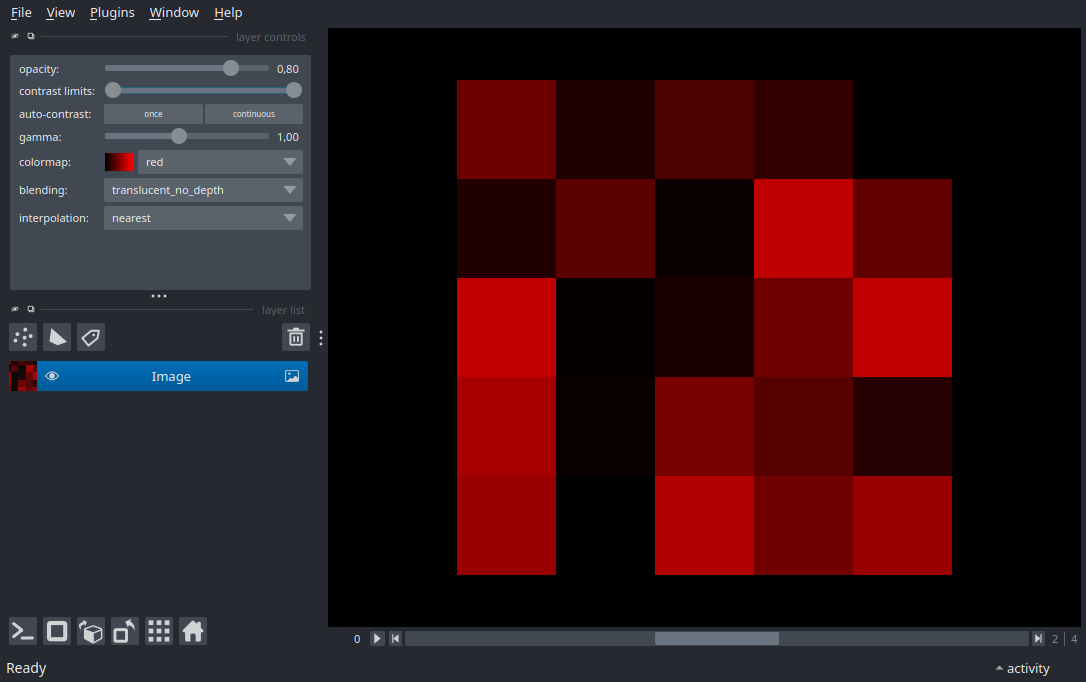 File View Plugins Window Help
layer controls
opacity: 0,80
contrast limits:
auto-contrast: once continuous
gamma: 1,00
colormap: red
blending: translucent_no_depth
interpolation: nearest
layer list
Image
0 2 | 4
Ready activity